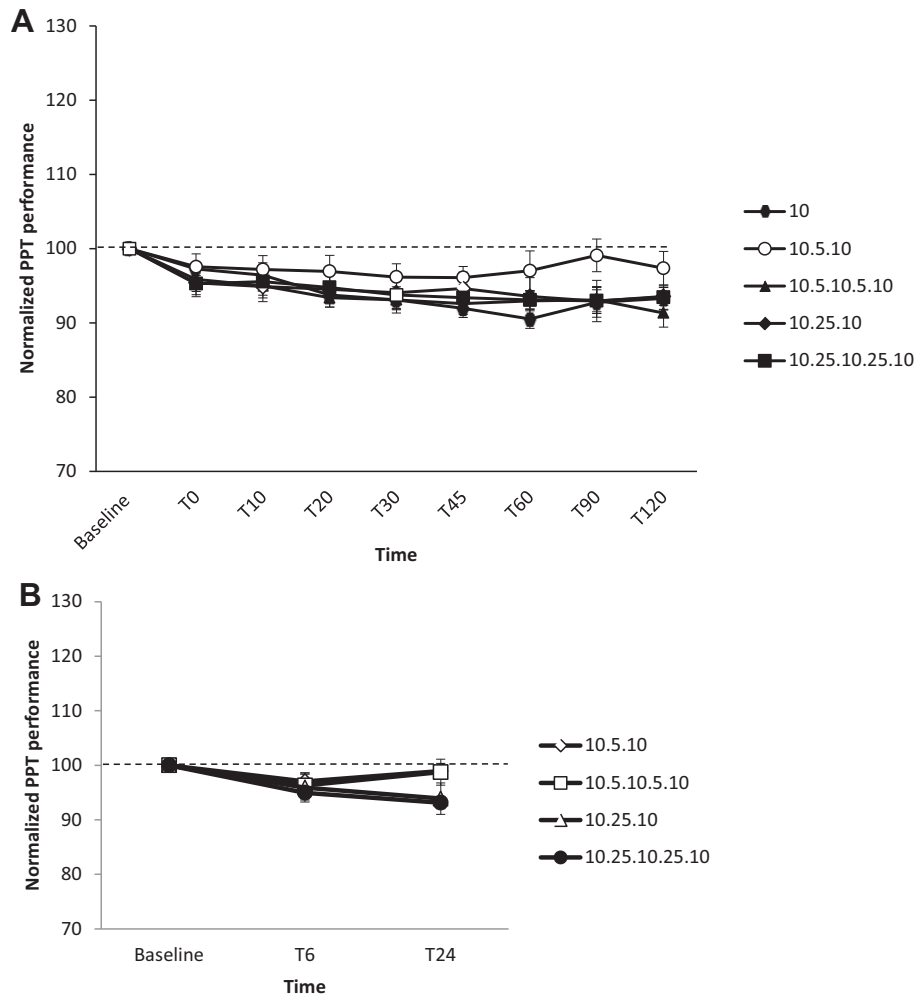 A
130
120
110
100
90
80
70
Normalized PPT performance
Baseline
T0
T10
T20
T30
T45
T60
T90
T120
Time
10
10.5.10
10.5.10.5.10
10.25.10
10.25.10.25.10
B
130
120
110
100
90
80
70
Normalized PPT performance
Baseline
T6
T24
Time
10.5.10
10.5.10.5.10
10.25.10
10.25.10.25.10